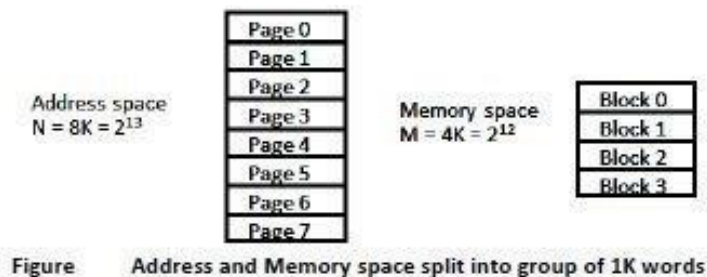 Page 0
Page 1
Page 2
Page 3
Page 4
Page 5
Page 6
Page 7
Address space
N = 8K = 2¹³
Memory space
M = 4K = 2¹²
Block 0
Block 1
Block 2
Block 3
Figure Address and Memory space split into group of 1K words